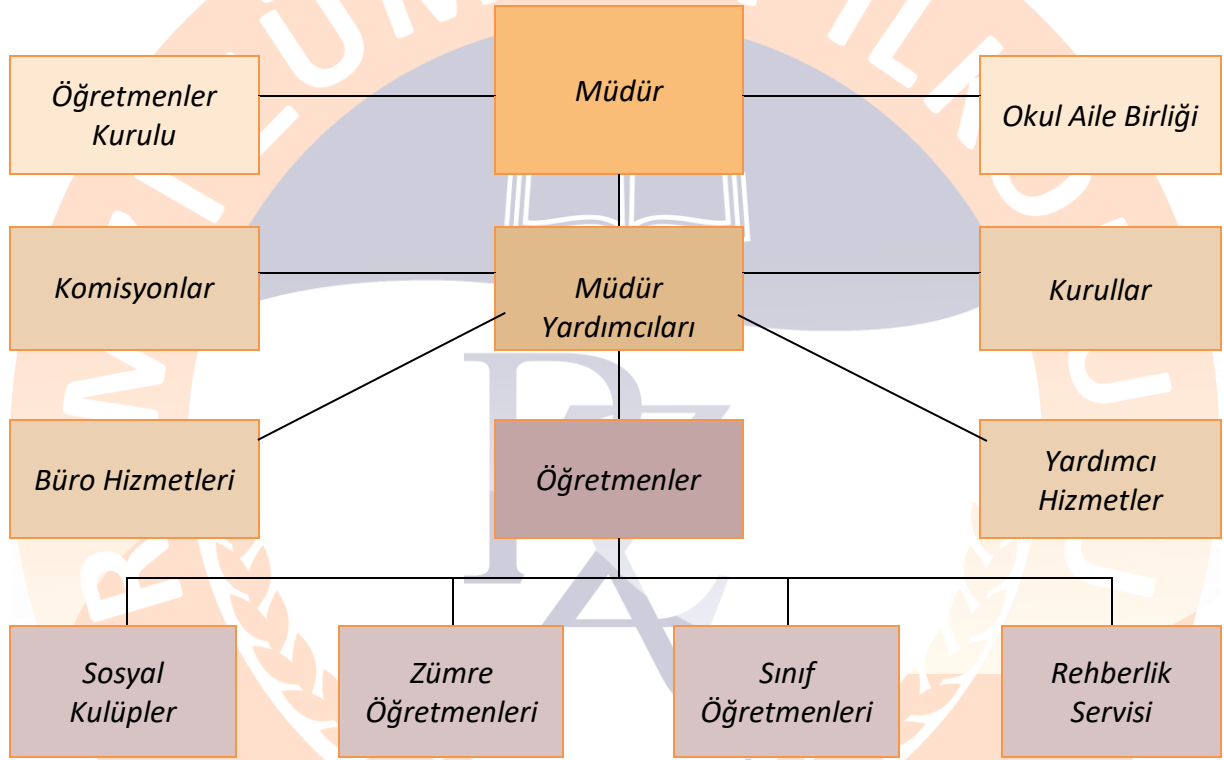 Öğretmenler
Kurulu
Müdür
Okul Aile Birliği
Komisyonlar
Müdür
Yardımcıları
Kurullar
Büro Hizmetleri
Öğretmenler
Yardımcı
Hizmetler
Sosyal
Kulüpler
Zümre
Öğretmenleri
Sınıf
Öğretmenleri
Rehberlik
Servisi